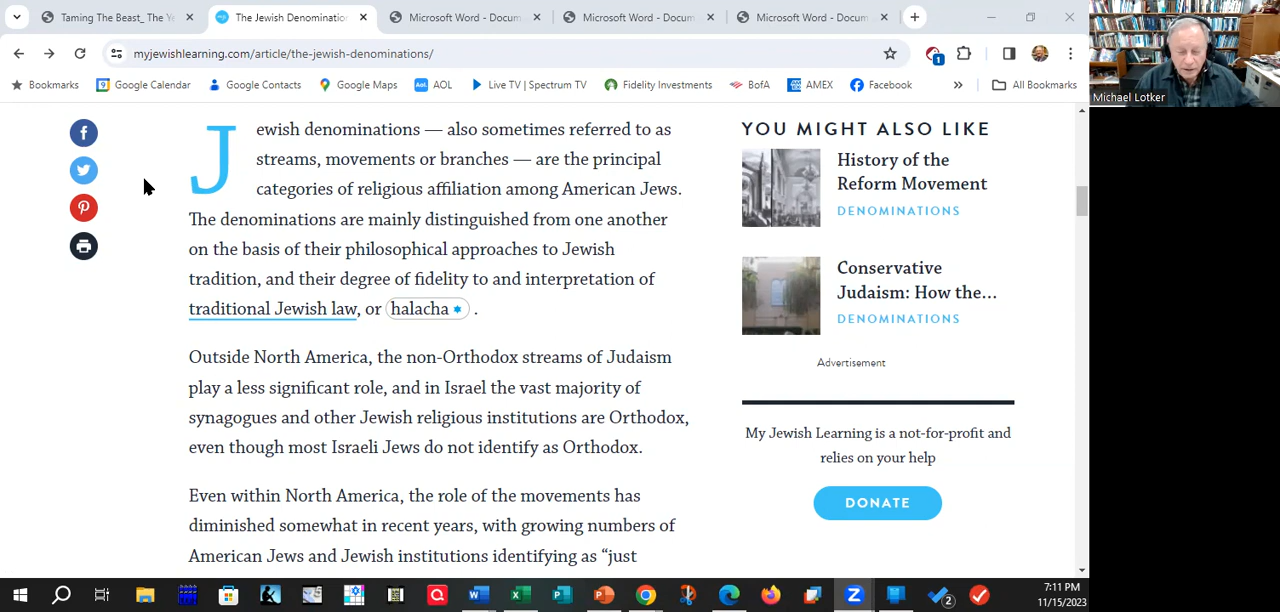 Taming The Beast_ The Y
The Jewish Denominatio
Microsoft Word - Docum
Microsoft Word - Docum
Microsoft Word - Docum
myjewishlearning.com/article/the-jewish-denominations/
1
Bookmarks
Google Calendar
Google Contacts
Google Maps
Aol.
AOL
Live TV | Spectrum TV
Fidelity Investments
BofA
AMEX
Facebook
»
All Bookmarks
Michael Lotker
Jewish denominations — also sometimes referred to as
streams, movements or branches — are the principal
categories of religious affiliation among American Jews.
The denominations are mainly distinguished from one another
on the basis of their philosophical approaches to Jewish
tradition, and their degree of fidelity to and interpretation of
traditional Jewish law, or halacha .
Outside North America, the non-Orthodox streams of Judaism
play a less significant role, and in Israel the vast majority of
synagogues and other Jewish religious institutions are Orthodox,
even though most Israeli Jews do not identify as Orthodox.
Even within North America, the role of the movements has
diminished somewhat in recent years, with growing numbers of
American Jews and Jewish institutions identifying as “just
YOU MIGHT ALSO LIKE
History of the
Reform Movement
DENOMINATIONS
Conservative
Judaism: How the...
DENOMINATIONS
Advertisement
My Jewish Learning is a not-for-profit and
relies on your help
DONATE
2
7:11 PM
11/15/2023